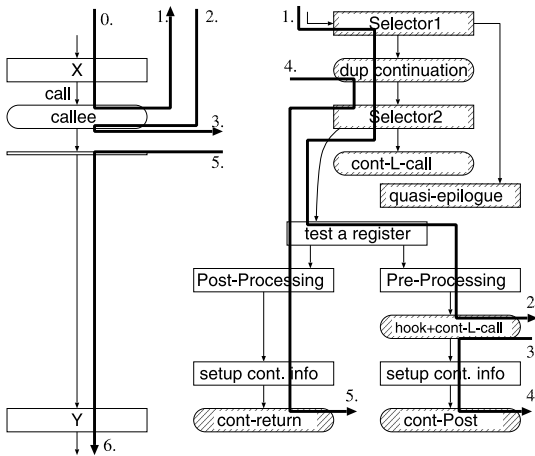 0.
1.
2.
X
call
callee
3.
5.
Y
6.
1.
Selector1
4.
dup continuation
Selector2
cont-L-call
quasi-epilogue
test a register
Post-Processing
Pre-Processing
2
hook+cont-L-call
3
setup cont. info
setup cont. info
5.
4
cont-return
cont-Post